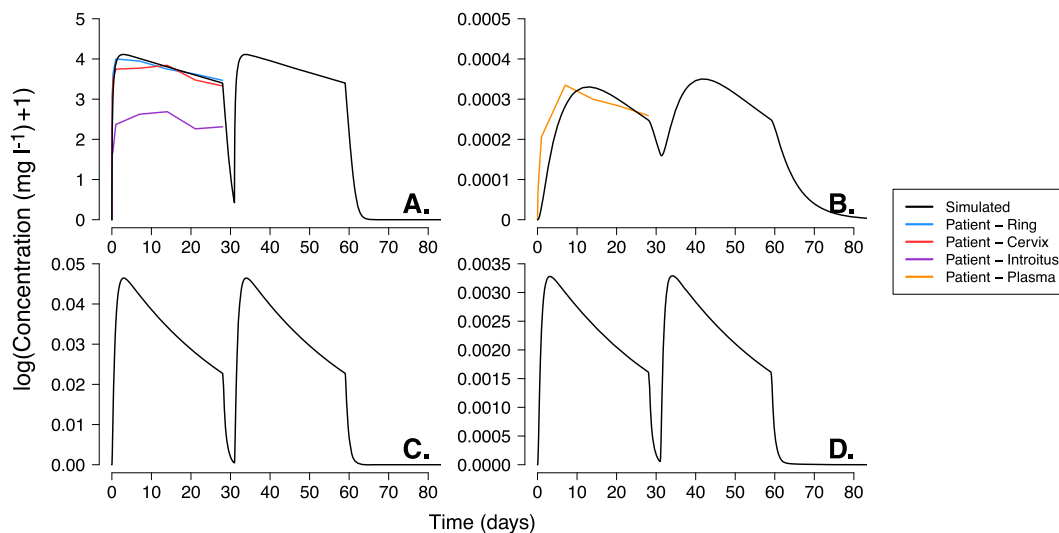 5
4
3
2
1
0
0 10 20 30 40 50 60 70 80
A.
0.0005
0.0004
0.0003
0.0002
0.0001
0
0 10 20 30 40 50 60 70 80
B.
0.05
0.04
0.03
0.02
0.01
0.00
0 10 20 30 40 50 60 70 80
C.
0.0035
0.0030
0.0025
0.0020
0.0015
0.0010
0.0005
0.0000
0 10 20 30 40 50 60 70 80
D.
log(Concentration (mg l⁻¹)+1)
Time (days)
Simulated
Patient – Ring
Patient – Cervix
Patient – Introitus
Patient – Plasma